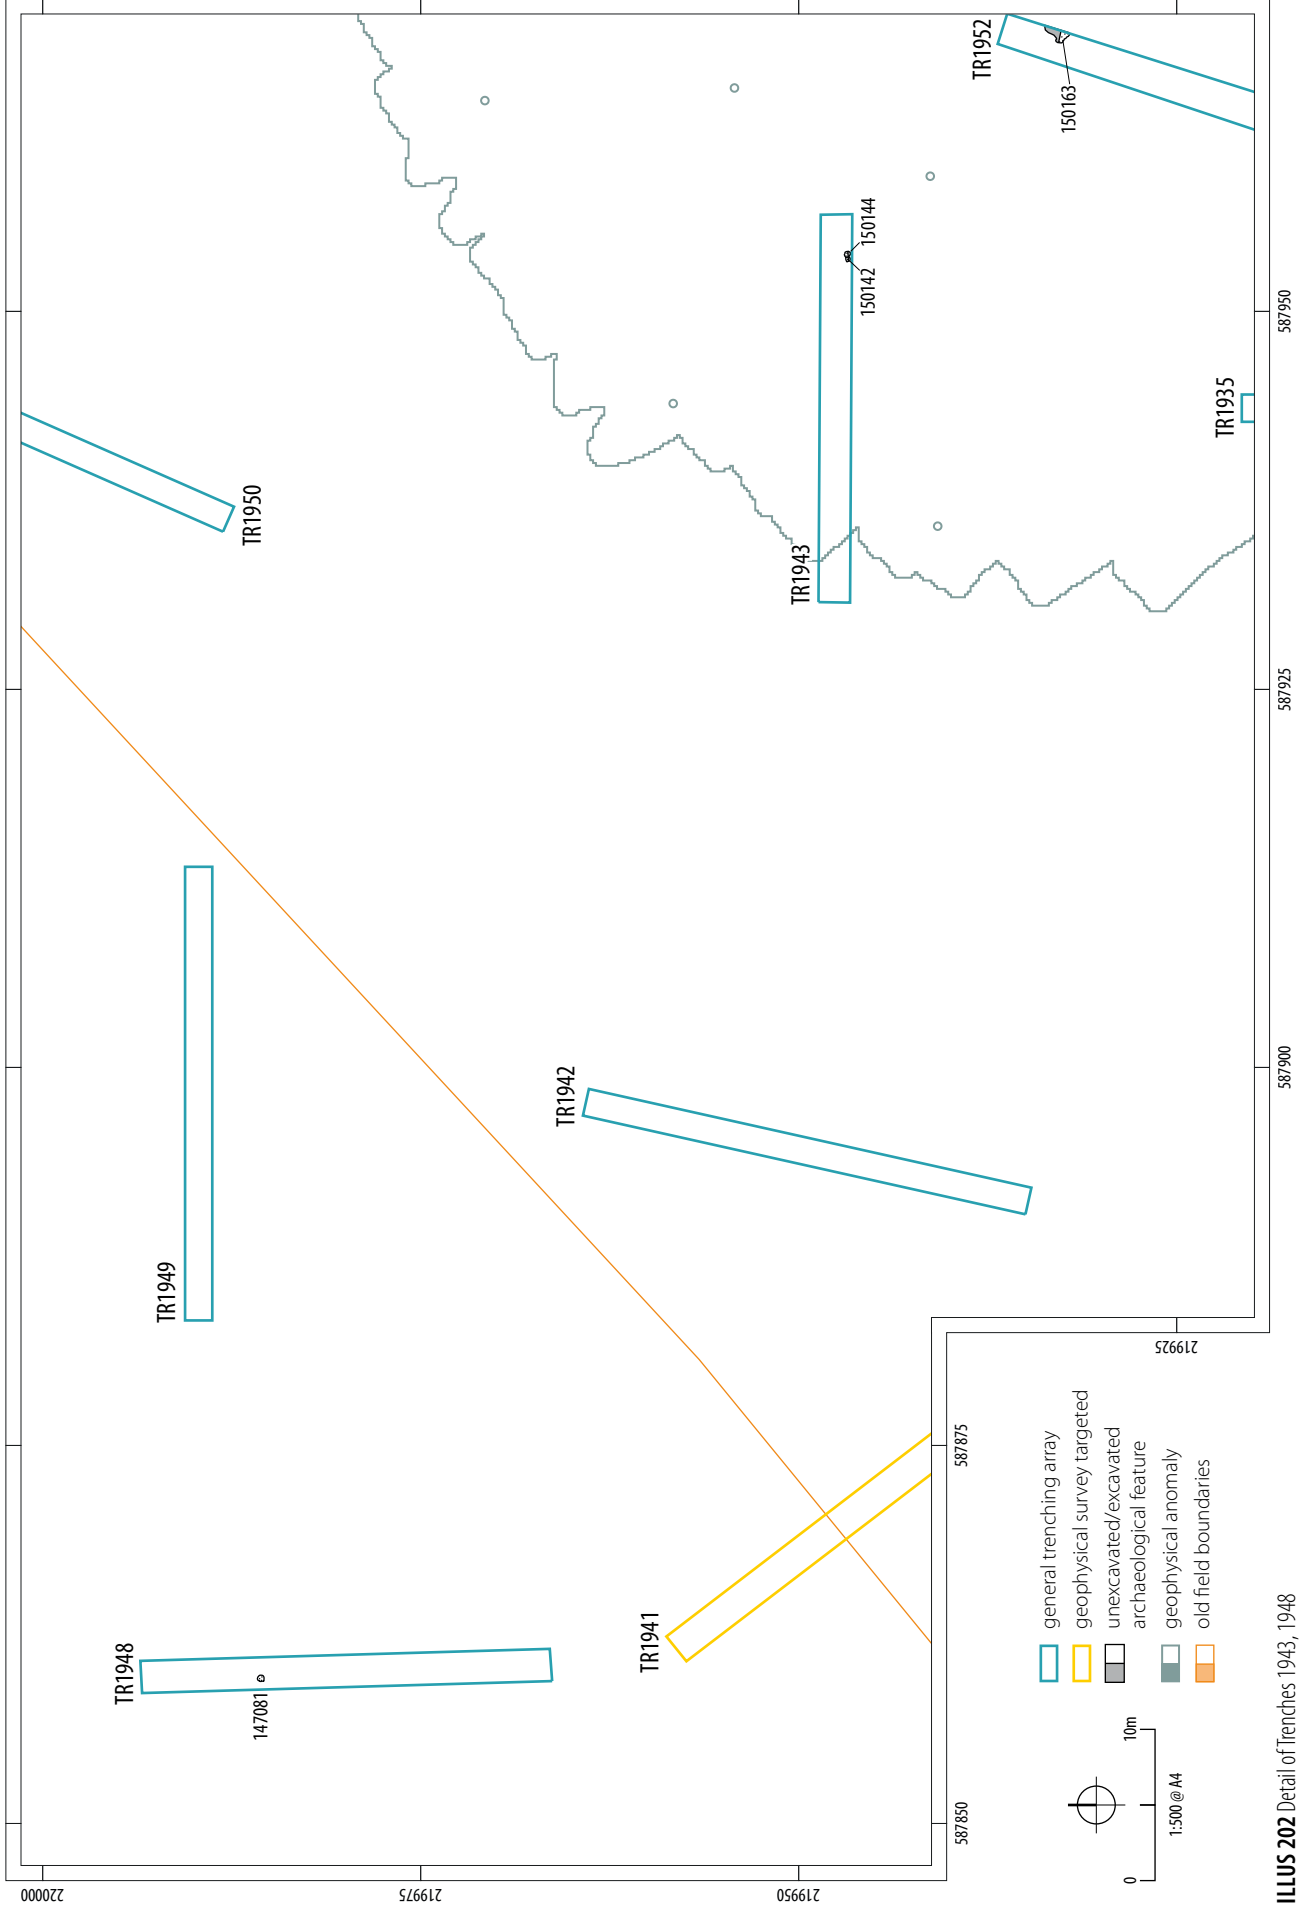 220000
219975
219950
219925
TR1948
147081
TR1949
TR1950
TR1941
TR1942
TR1943
150142
150144
TR1952
150163
TR1935
587850
587875
587900
587925
587950
general trenching array
geophysical survey targeted
unexcavated/excavated
archaeological feature
geophysical anomaly
old field boundaries
0
10m
1:500 @ A4
ILLUS 202 Detail of Trenches 1943, 1948